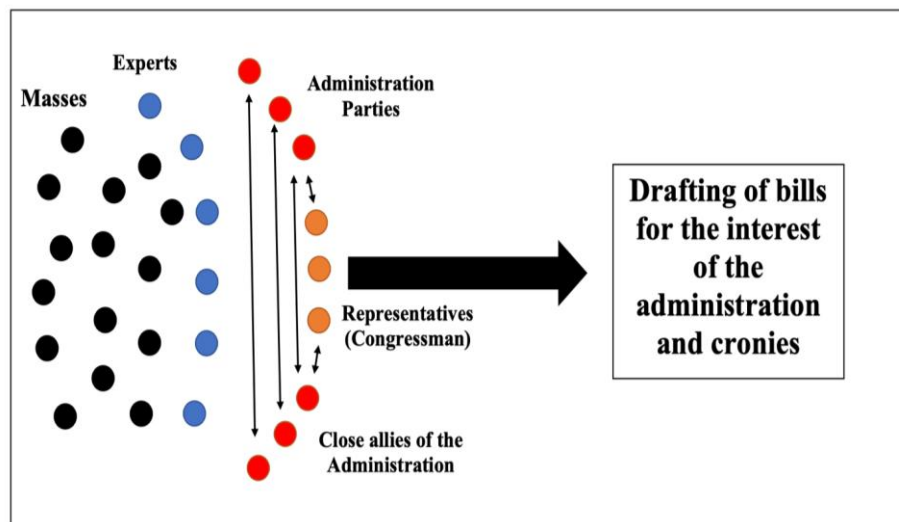 Experts
Masses
Administration
Parties
Representatives
(Congressman)
Close allies of the
Administration
Drafting of bills
for the interest
of the
administration
and cronies